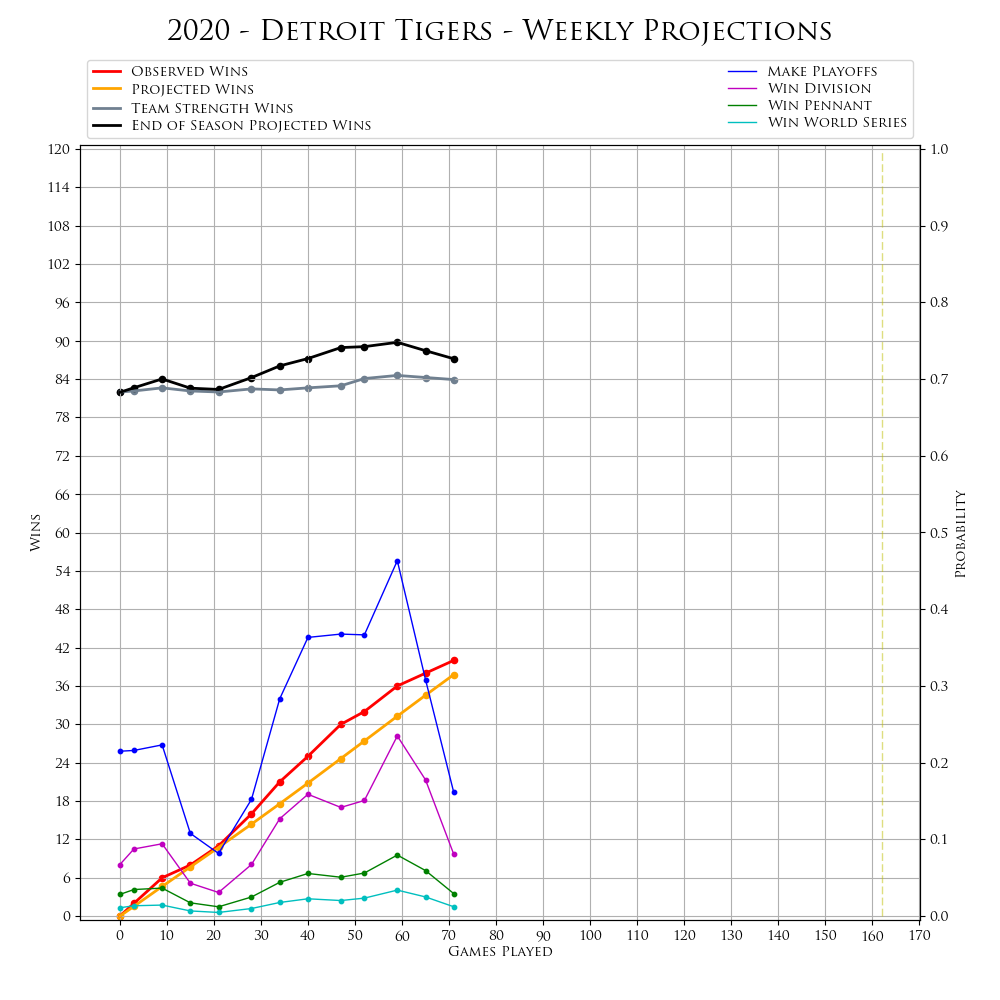 2020 - Detroit Tigers - Weekly Projections
Observed Wins
Projected Wins
Team Strength Wins
End of Season Projected Wins
Make Playoffs
Win Division
Win Pennant
Win World Series
120
114
108
102
96
90
84
78
72
66
60
54
48
42
36
30
24
18
12
6
0
Wins
1.0
0.9
0.8
0.7
0.6
0.5
0.4
0.3
0.2
0.1
0.0
Probability
0 10 20 30 40 50 60 70 80 90 100 110 120 130 140 150 160 170
Games Played